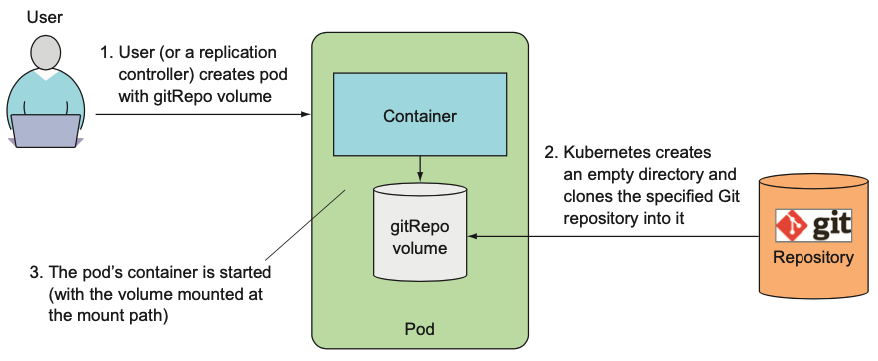 User
1. User (or a replication
controller) creates pod
with gitRepo volume
Container
2. Kubernetes creates
an empty directory and
clones the specified Git
repository into it
gitRepo
volume
git
Repository
3. The pod’s container is started
(with the volume mounted at
the mount path)
Pod